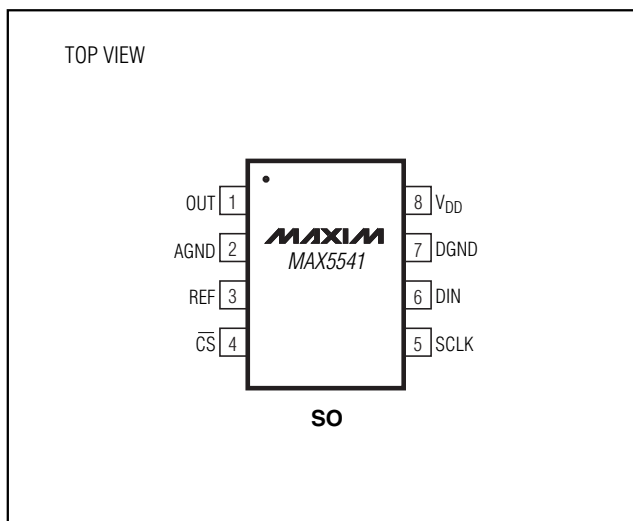 TOP VIEW
OUT 1
AGND 2
REF 3
C̅S̅ 4
MAXIM
MAX5541
8 VDD
7 DGND
6 DIN
5 SCLK
SO